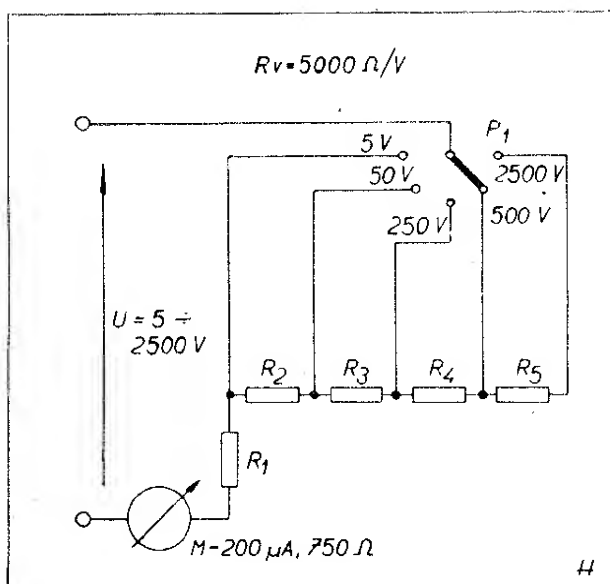 Rv=5000 Ω/V
P1
5 V
50 V
2500 V
500 V
250 V
U = 5 ÷
2500 V
R2
R3
R4
R5
R1
M-200 μA, 750 Ω
H